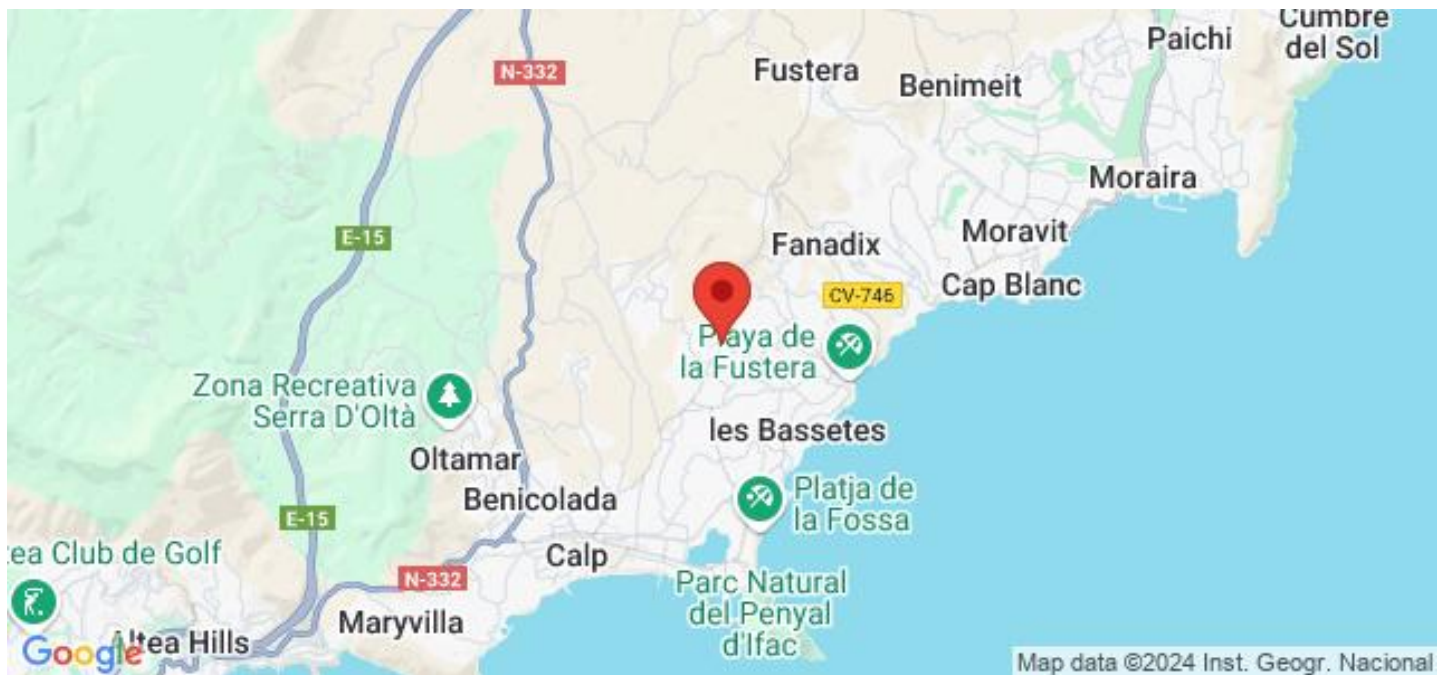 Cumbre
del Sol
Paichi
N-332
Fustera
Benimeit
Moraira
E-15
Fanadix
Moravit
Cap Blanc
CV-746
Playa de
la Fustera
Zona Recreativa
Serra D'Oltà
les Bassetes
Oltamar
Benicolada
Platja de
la Fossa
E-15
tea Club de Golf
Calp
N-332
Parc Natural
del Penyal
d'Ifac
Maryvilla
Altea Hills
Google
Map data ©2024 Inst. Geogr. Nacional